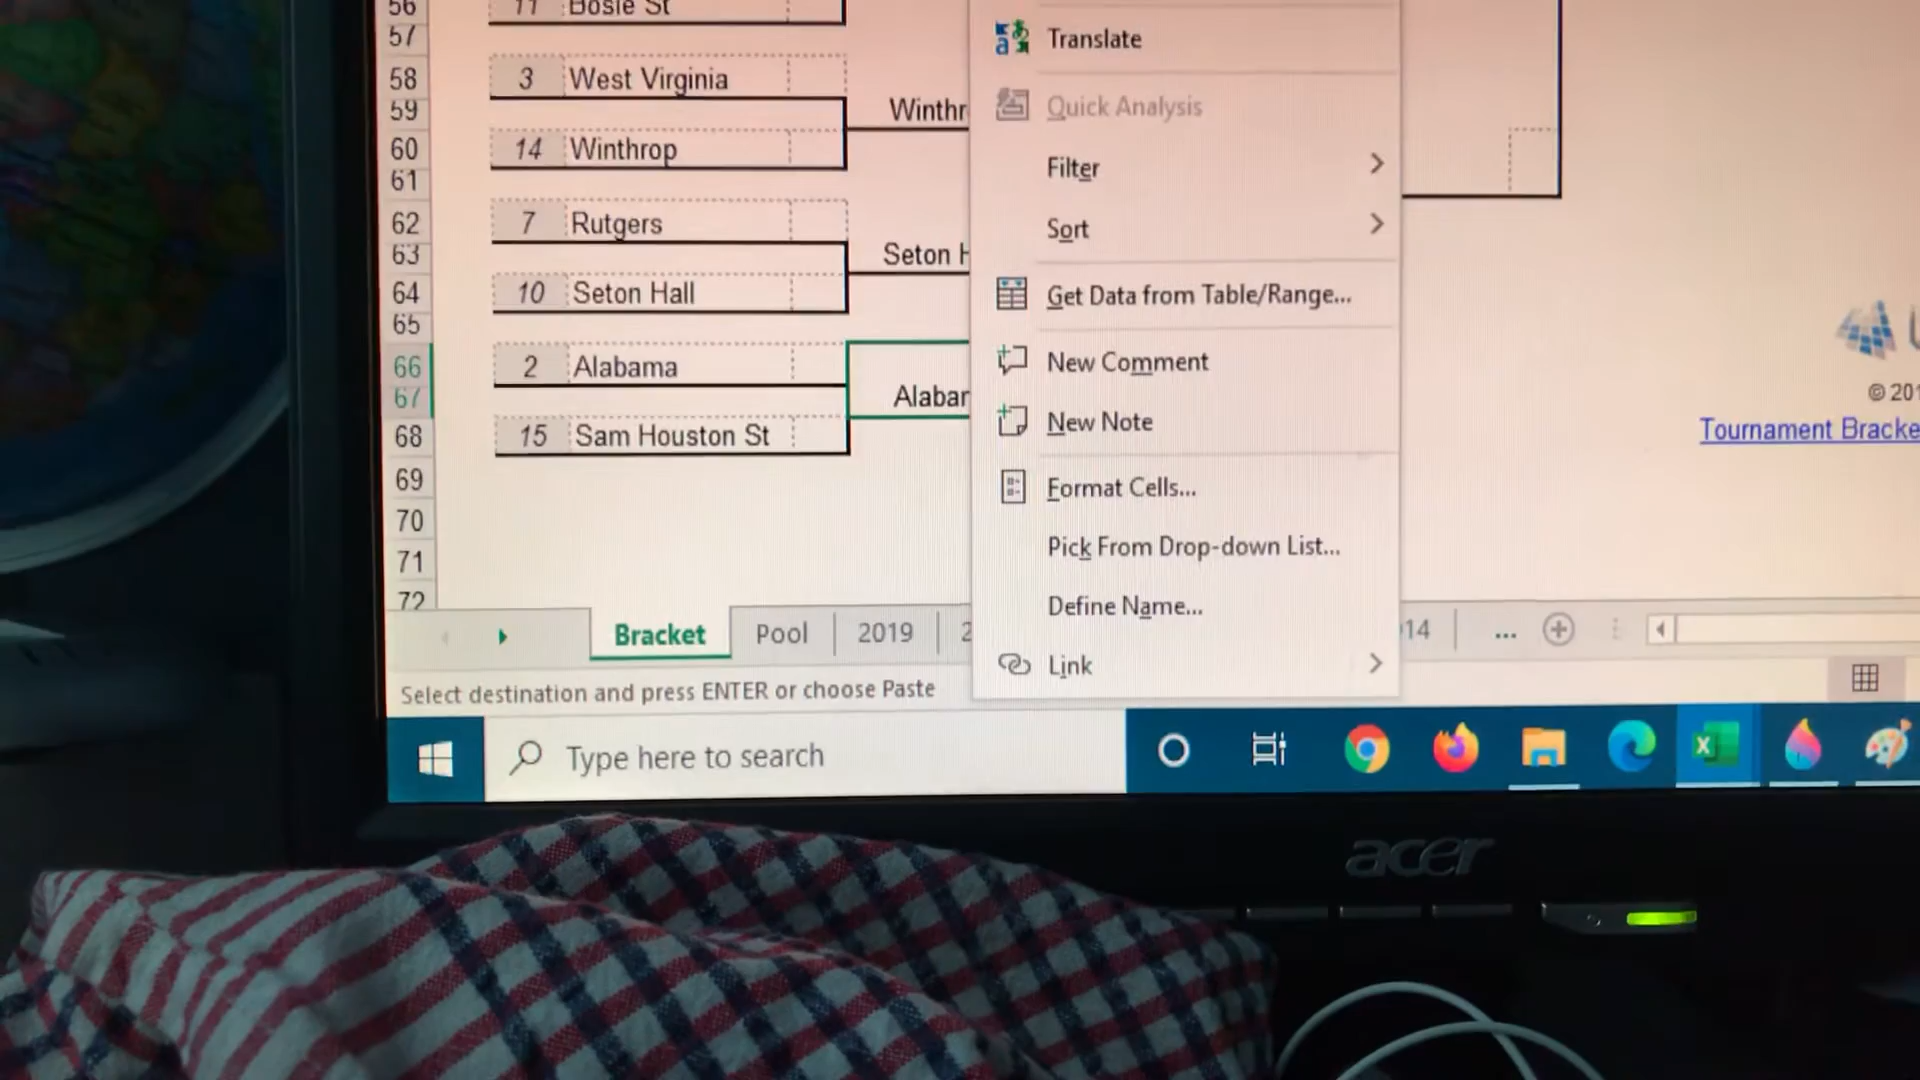 56 11 Bosie St
57
58 3 West Virginia
59 Winthr
60 14 Winthrop
61
62 7 Rutgers
63 Seton H
64 10 Seton Hall
65
66 2 Alabama
67 Alabar
68 15 Sam Houston St
69
70
71
72
Translate
Quick Analysis
Filter
Sort
Get Data from Table/Range...
New Comment
New Note
Format Cells...
Pick From Drop-down List...
Define Name...
Link
© 201
Tournament Bracke
Bracket Pool 2019 2 14 ...
Select destination and press ENTER or choose Paste
Type here to search
acer